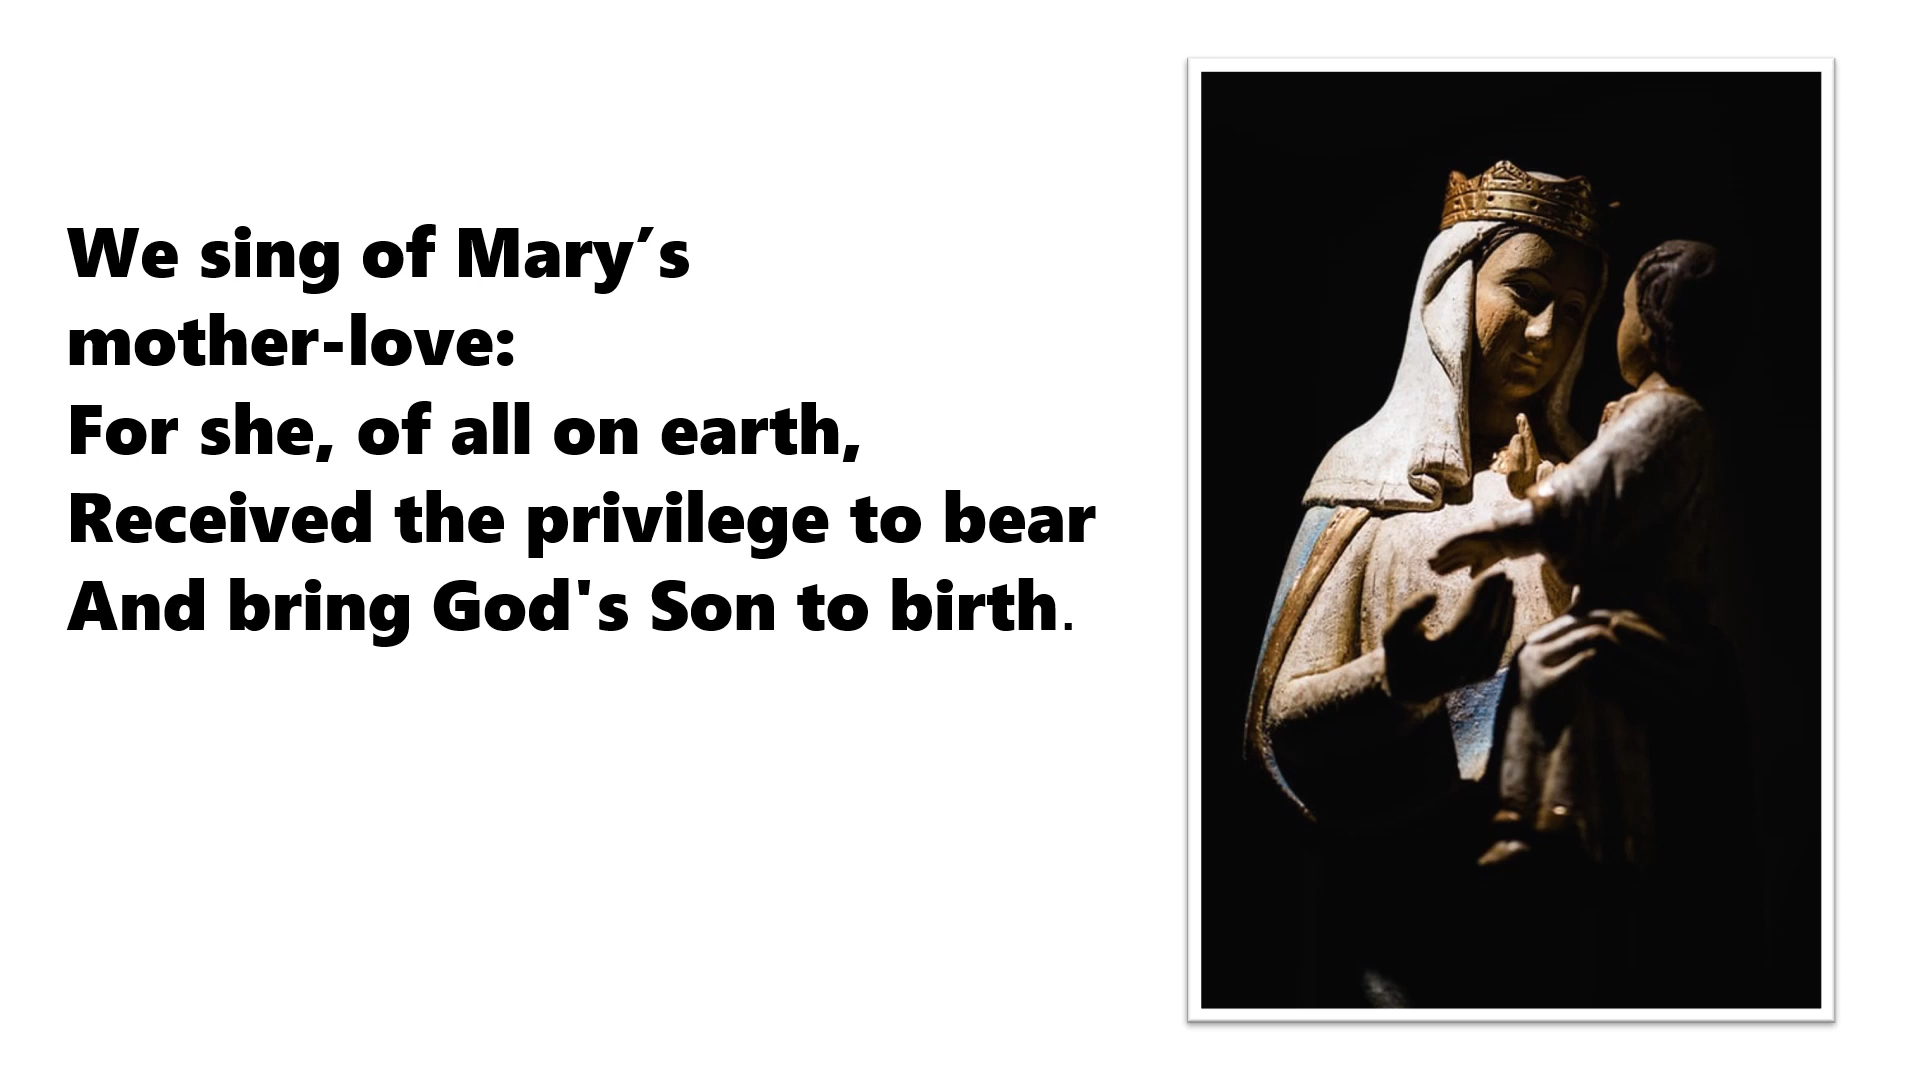 We sing of Mary’s
mother-love:
For she, of all on earth,
Received the privilege to bear
And bring God's Son to birth.